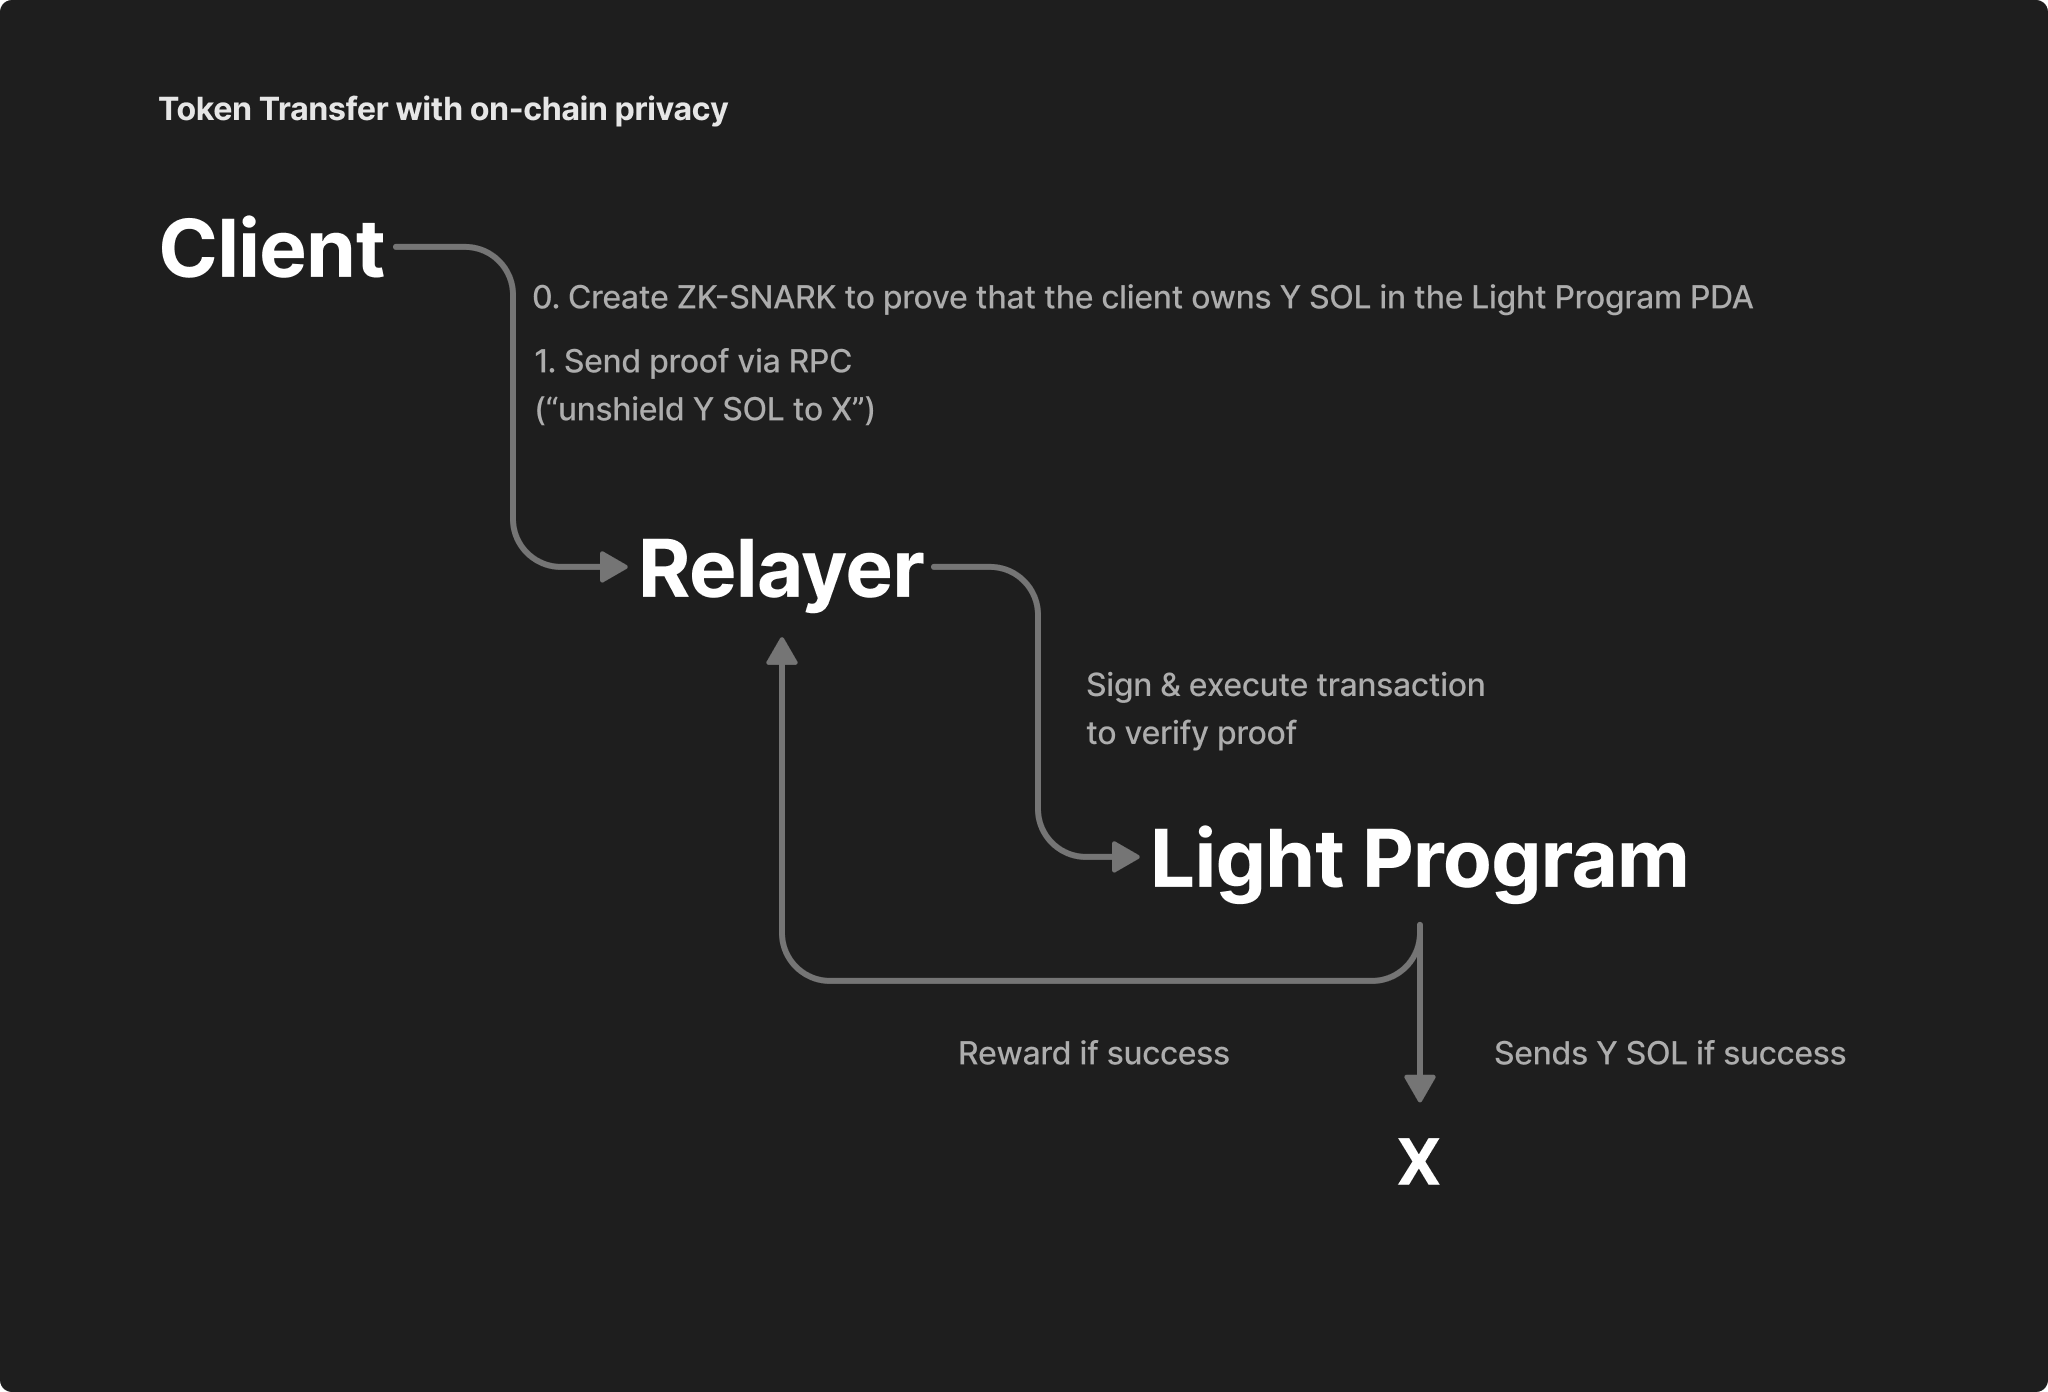 Token Transfer with on-chain privacy
Client
0. Create ZK-SNARK to prove that the client owns Y SOL in the Light Program PDA
1. Send proof via RPC
(“unshield Y SOL to X”)
Relayer
Sign & execute transaction
to verify proof
Light Program
Reward if success
Sends Y SOL if success
X